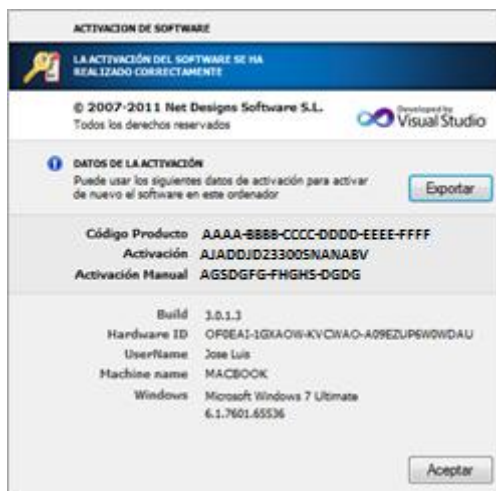 ACTIVACION DE SOFTWARE
LA ACTIVACIÓN DEL SOFTWARE SE HA
REALIZADO CORRECTAMENTE
© 2007-2011 Net Designs Software S.L.
Todos los derechos reservados
Developed by
Visual Studio
DATOS DE LA ACTIVACIÓN
Puede usar los siguientes datos de activación para activar
de nuevo el software en este ordenador
Exportar
Código Producto AAAA-BBBB-CCCC-DDDD-EEEE-FFFF
Activación AJADDJD23300SNANABV
Activación Manual AGSDGFG-FHGHS-DGDG
Build 3.0.1.3
Hardware ID OF0EAI-1GXAOW-KVCWAO-A09EZUP6W0WDAU
UserName Jose Luis
Machine name MACBOOK
Windows Microsoft Windows 7 Ultimate
6.1.7601.65536
Aceptar